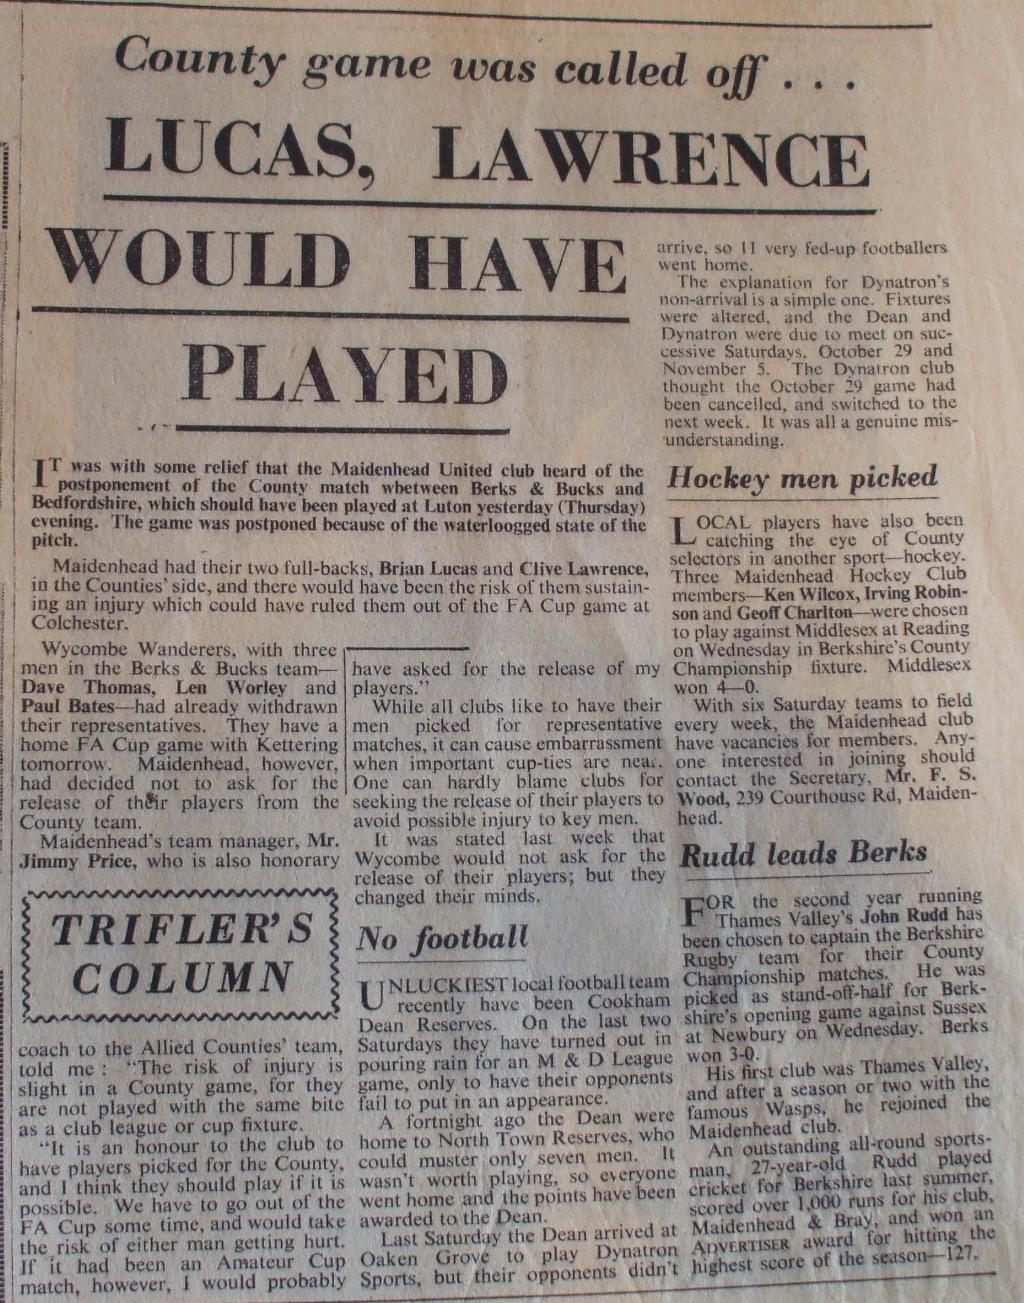 County game was called off . . .
LUCAS, LAWRENCE
WOULD HAVE
PLAYED
IT was with some relief that the Maidenhead United club heard of the
postponement of the County match whetween Berks & Bucks and
Bedfordshire, which should have been played at Luton yesterday (Thursday)
evening. The game was postponed because of the waterloogged state of the
pitch.
Maidenhead had their two full-backs, Brian Lucas and Clive Lawrence,
in the Counties' side, and there would have been the risk of them sustain-
ing an injury which could have ruled them out of the FA Cup game at
Colchester.
Wycombe Wanderers, with three
men in the Berks & Bucks team—
Dave Thomas, Len Worley and
Paul Bates—had already withdrawn
their representatives. They have a
home FA Cup game with Kettering
tomorrow. Maidenhead, however,
had decided not to ask for the
release of their players from the
County team.
Maidenhead's team manager, Mr.
Jimmy Price, who is also honorary
TRIFLER'S
COLUMN
coach to the Allied Counties' team,
told me : "The risk of injury is
slight in a County game, for they
are not played with the same bite
as a club league or cup fixture.
"It is an honour to the club to
have players picked for the County,
and I think they should play if it is
possible. We have to go out of the
FA Cup some time, and would take
the risk of either man getting hurt.
If it had been an Amateur Cup
match, however, I would probably
have asked for the release of my
players."
While all clubs like to have their
men picked for representative
matches, it can cause embarrassment
when important cup-ties are near.
One can hardly blame clubs for
seeking the release of their players to
avoid possible injury to key men.
It was stated last week that
Wycombe would not ask for the
release of their players; but they
changed their minds.
No football
UNLUCKIEST local football team
recently have been Cookham
Dean Reserves. On the last two
Saturdays they have turned out in
pouring rain for an M & D League
game, only to have their opponents
fail to put in an appearance.
A fortnight ago the Dean were
home to North Town Reserves, who
could muster only seven men. It
wasn't worth playing, so everyone
went home and the points have been
awarded to the Dean.
Last Saturday the Dean arrived at
Oaken Grove to play Dynatron
Sports, but their opponents didn't
arrive, so 11 very fed-up footballers
went home.
The explanation for Dynatron's
non-arrival is a simple one. Fixtures
were altered, and the Dean and
Dynatron were due to meet on suc-
cessive Saturdays, October 29 and
November 5. The Dynatron club
thought the October 29 game had
been cancelled, and switched to the
next week. It was all a genuine mis-
understanding.
Hockey men picked
LOCAL players have also been
catching the eye of County
selectors in another sport—hockey.
Three Maidenhead Hockey Club
members—Ken Wilcox, Irving Robin-
son and Geoff Charlton—were chosen
to play against Middlesex at Reading
on Wednesday in Berkshire's County
Championship fixture. Middlesex
won 4—0.
With six Saturday teams to field
every week, the Maidenhead club
have vacancies for members. Any-
one interested in joining should
contact the Secretary, Mr. F. S.
Wood, 239 Courthouse Rd, Maiden-
head.
Rudd leads Berks
FOR the second year running
Thames Valley's John Rudd has
been chosen to captain the Berkshire
Rugby team for their County
Championship matches. He was
picked as stand-off-half for Berk-
shire's opening game against Sussex
at Newbury on Wednesday. Berks
won 3-0.
His first club was Thames Valley,
and after a season or two with the
famous Wasps, he rejoined the
Maidenhead club.
An outstanding all-round sports-
man, 27-year-old Rudd played
cricket for Berkshire last summer,
scored over 1,000 runs for his club,
Maidenhead & Bray, and won an
ADVERTISER award for hitting the
highest score of the season—127.